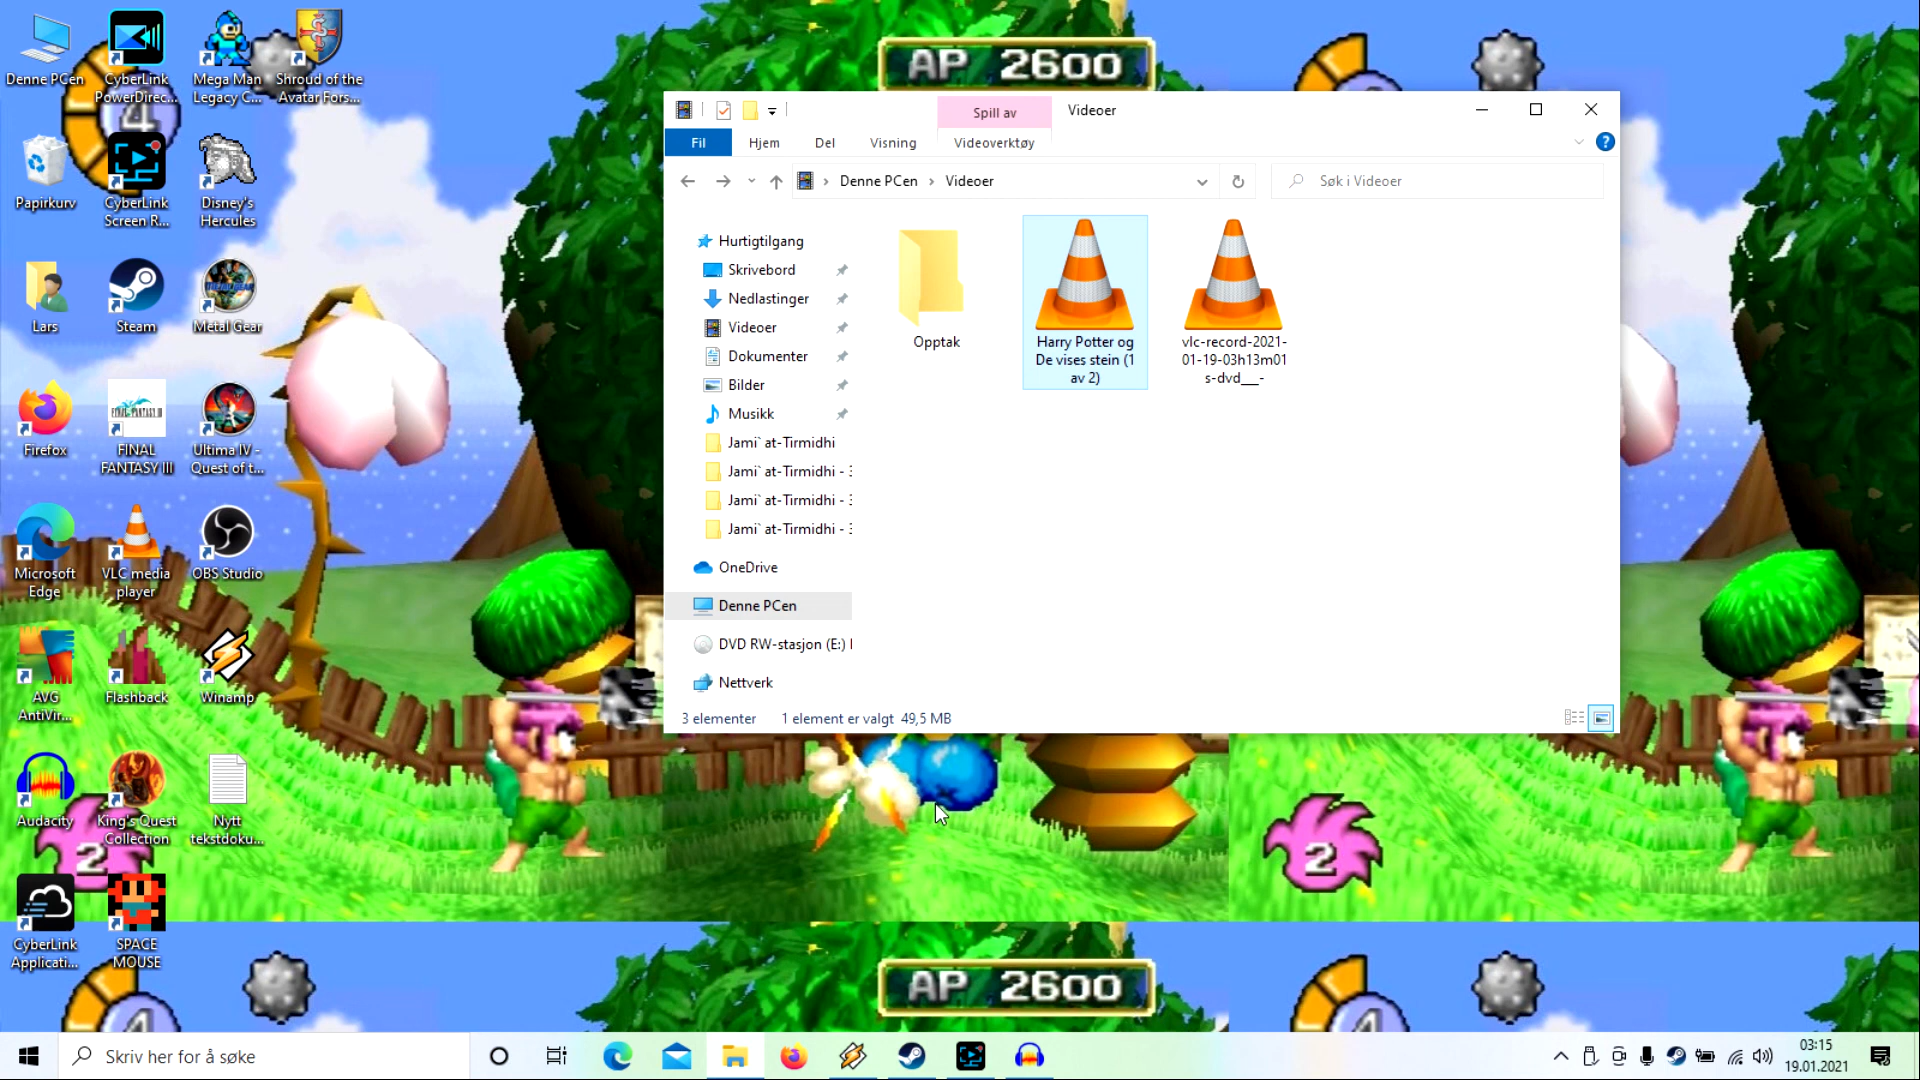 AP 2600
4
Denne PCen
CyberLink
PowerDirec...
Mega Man
Legacy C...
Shroud of the
Avatar Fors...
Papirkurv
CyberLink
Screen R...
Disney's
Hercules
Lars
Steam
Metal Gear
Firefox
FINAL
FANTASY III
Ultima IV -
Quest of t...
Microsoft
Edge
VLC media
player
OBS Studio
AVG
AntiVir...
Flashback
Winamp
Audacity
King's Quest
Collection
Nytt
tekstdoku...
2
CyberLink
Applicati...
SPACE
MOUSE
Spill av
Videoer
Fil
Hjem
Del
Visning
Videoverktøy
Denne PCen
Videoer
Søk i Videoer
Hurtigtilgang
Skrivebord
Nedlastinger
Videoer
Dokumenter
Bilder
Musikk
Jami` at-Tirmidhi
Jami` at-Tirmidhi -
Jami` at-Tirmidhi -
Jami` at-Tirmidhi -
OneDrive
Denne PCen
DVD RW-stasjon (E:)
Nettverk
Opptak
Harry Potter og
De vises stein (1
av 2)
vlc-record-2021-
01-19-03h13m01
s-dvd___-
3 elementer
1 element er valgt 49,5 MB
2
AP 2600
4
4
Skriv her for å søke
03:15
19.01.2021